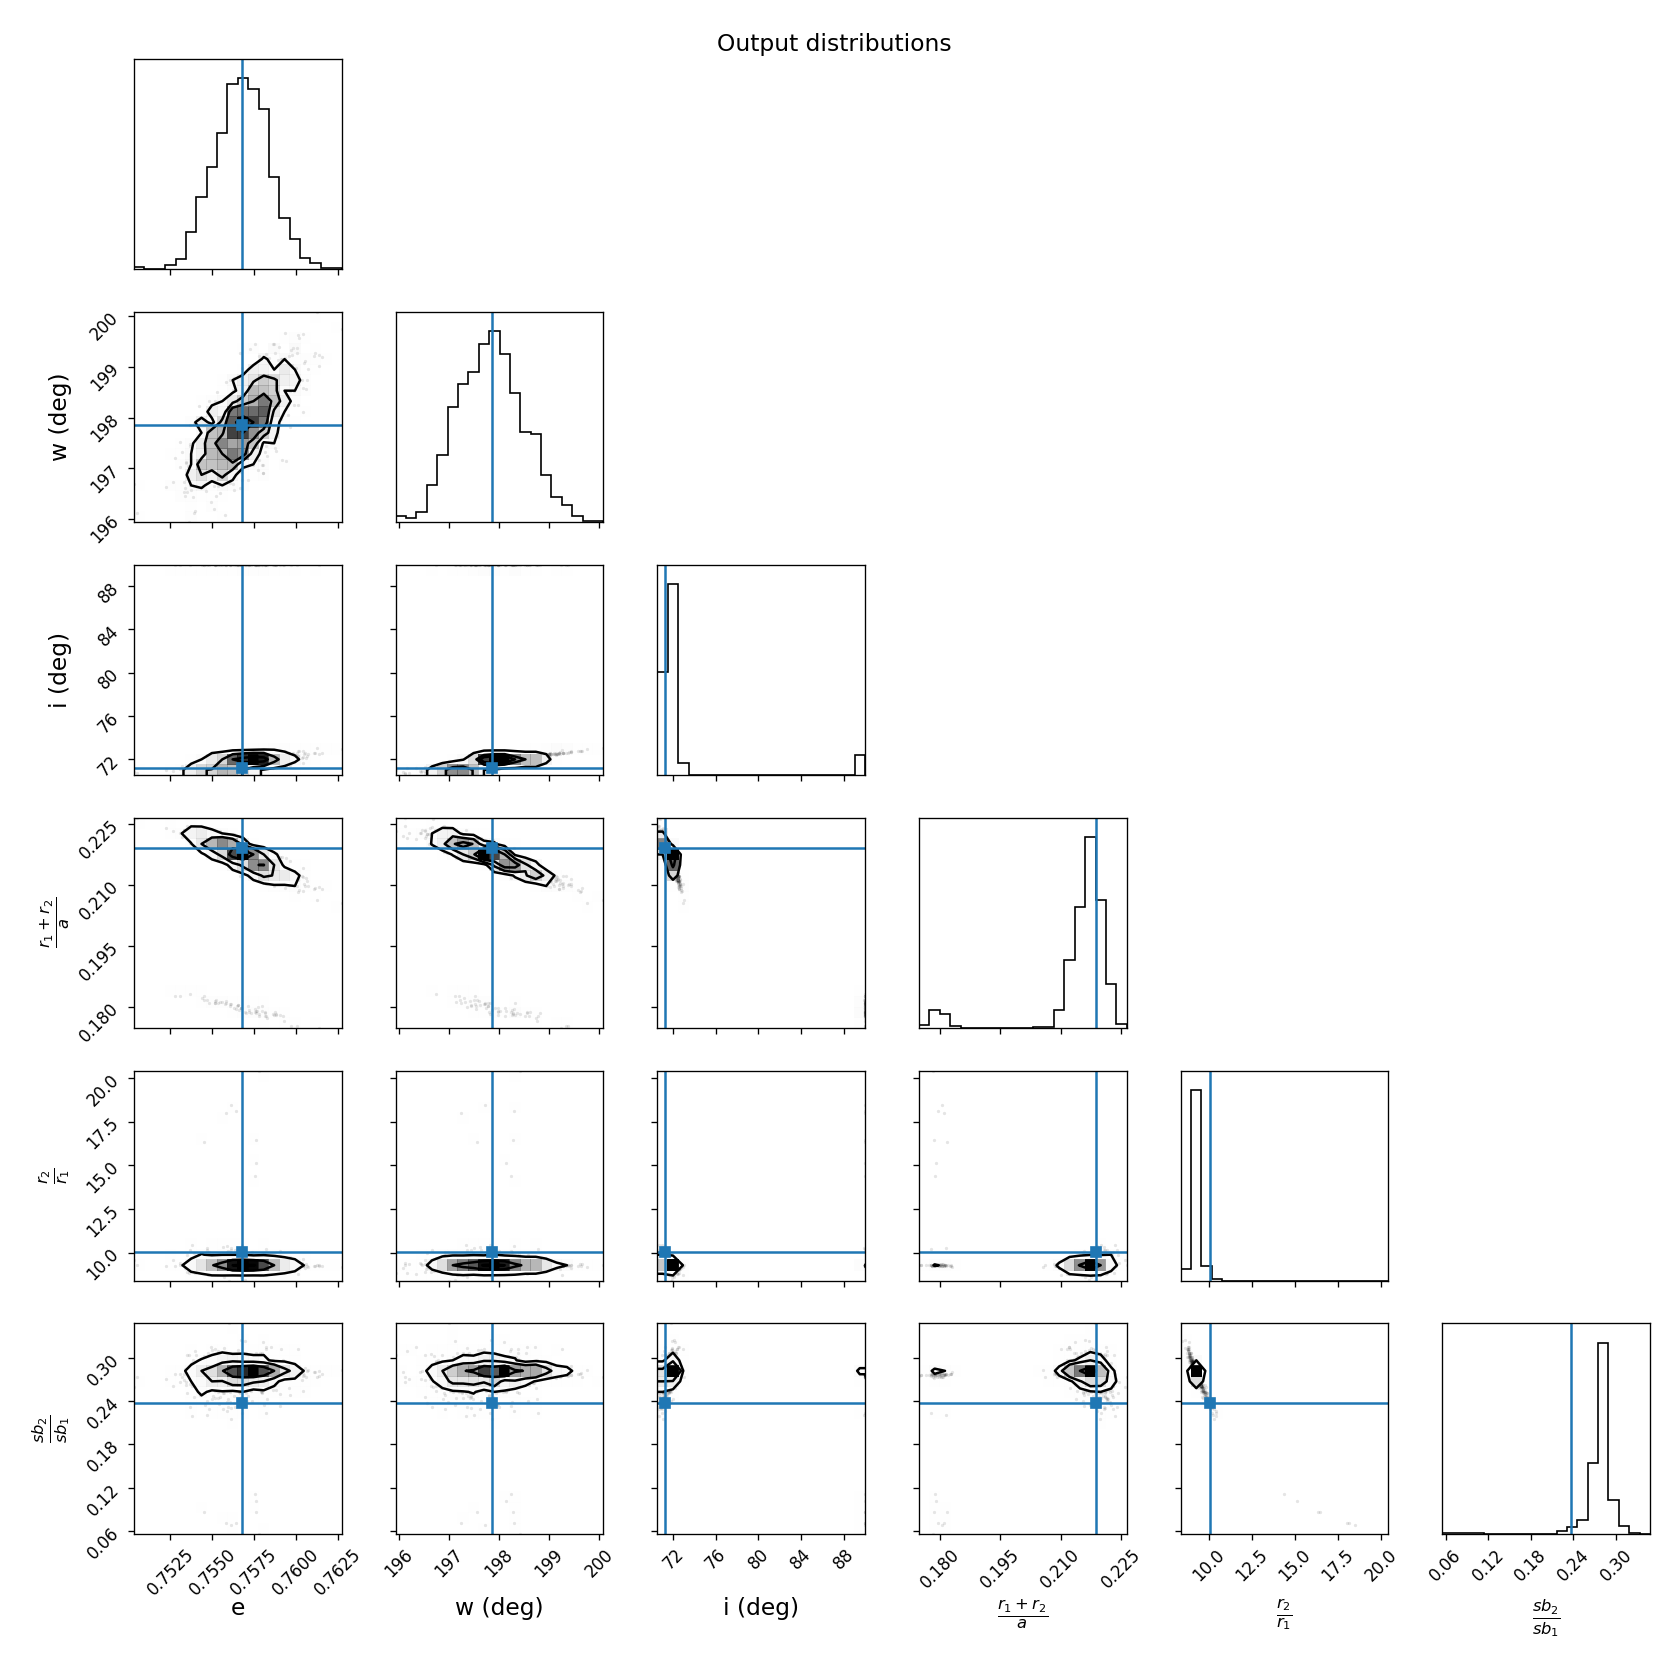 Output distributions
200
199
198
197
196
w (deg)
88
84
80
76
72
i (deg)
0.225
0.210
0.195
0.180
r₁ + r₂
a
20.0
17.5
15.0
12.5
10.0
r₂
r₁
0.30
0.24
0.18
0.12
0.06
sb₂
sb₁
0.7525 0.7550 0.7575 0.7600 0.7625
196 197 198 199 200
72 76 80 84 88
0.180 0.195 0.210 0.225
10.0 12.5 15.0 17.5 20.0
0.06 0.12 0.18 0.24 0.30
e
w (deg)
i (deg)
r₁ + r₂
a
r₂
r₁
sb₂
sb₁